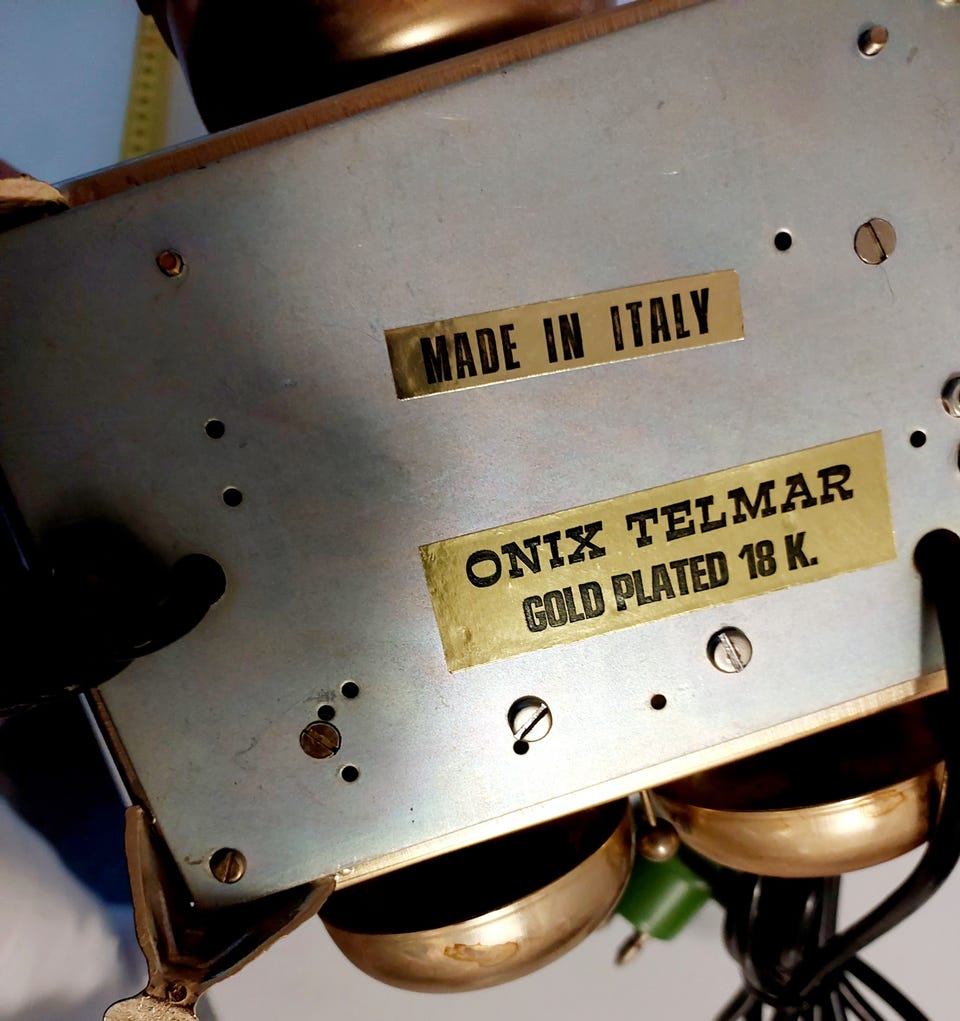 MADE IN ITALY
ONIX TELMAR
GOLD PLATED 18 K.